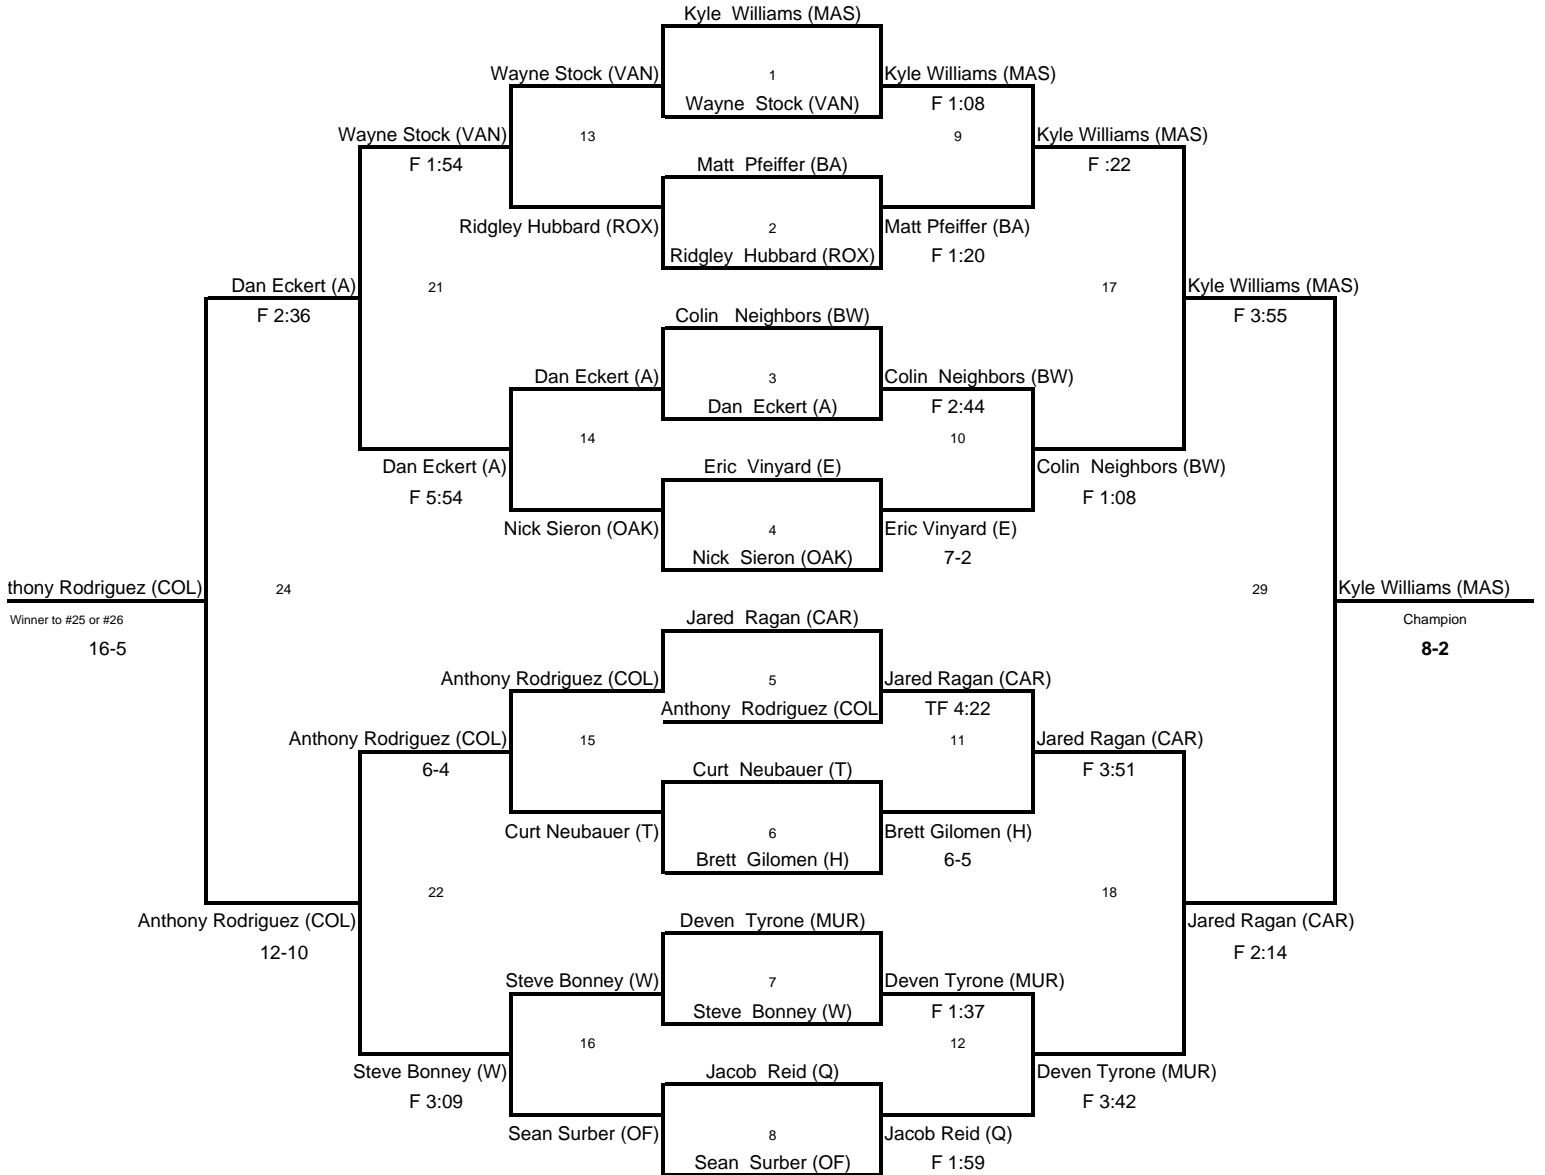 Kyle Williams (MAS)
Wayne Stock (VAN)
1
Kyle Williams (MAS)
Wayne Stock (VAN)
F 1:08
Wayne Stock (VAN)
13
9
Kyle Williams (MAS)
F 1:54
Matt Pfeiffer (BA)
F :22
Ridgley Hubbard (ROX)
2
Matt Pfeiffer (BA)
Ridgley Hubbard (ROX)
F 1:20
Dan Eckert (A)
21
17
Kyle Williams (MAS)
F 2:36
Colin Neighbors (BW)
F 3:55
Dan Eckert (A)
3
Colin Neighbors (BW)
Dan Eckert (A)
F 2:44
14
10
Dan Eckert (A)
Eric Vinyard (E)
Colin Neighbors (BW)
F 5:54
F 1:08
Nick Sieron (OAK)
4
Eric Vinyard (E)
Nick Sieron (OAK)
7-2
thony Rodriguez (COL)
24
29
Kyle Williams (MAS)
Winner to #25 or #26
Jared Ragan (CAR)
Champion
16-5
8-2
Anthony Rodriguez (COL)
5
Jared Ragan (CAR)
Anthony Rodriguez (COL
TF 4:22
Anthony Rodriguez (COL)
15
11
Jared Ragan (CAR)
6-4
Curt Neubauer (T)
F 3:51
Curt Neubauer (T)
6
Brett Gilomen (H)
Brett Gilomen (H)
6-5
22
18
Anthony Rodriguez (COL)
Deven Tyrone (MUR)
Jared Ragan (CAR)
12-10
F 2:14
Steve Bonney (W)
7
Deven Tyrone (MUR)
Steve Bonney (W)
F 1:37
16
12
Steve Bonney (W)
Jacob Reid (Q)
Deven Tyrone (MUR)
F 3:09
F 3:42
Sean Surber (OF)
8
Jacob Reid (Q)
Sean Surber (OF)
F 1:59